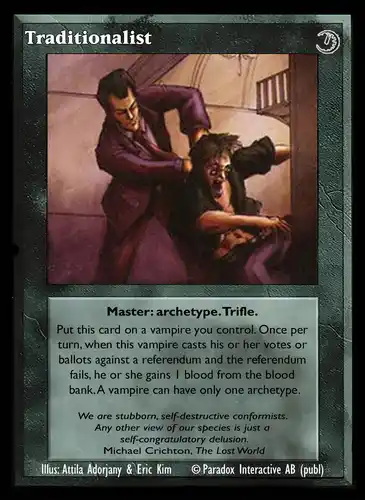 Traditionalist
Master: archetype. Trifle.
Put this card on a vampire you control. Once per
turn, when this vampire casts his or her votes or
ballots against a referendum and the referendum
fails, he or she gains 1 blood from the blood
bank. A vampire can have only one archetype.
We are stubborn, self-destructive conformists.
Any other view of our species is just a
self-congratulatory delusion.
Michael Crichton, The Lost World
Illus: Attila Adorjany & Eric Kim © Paradox Interactive AB (publ)